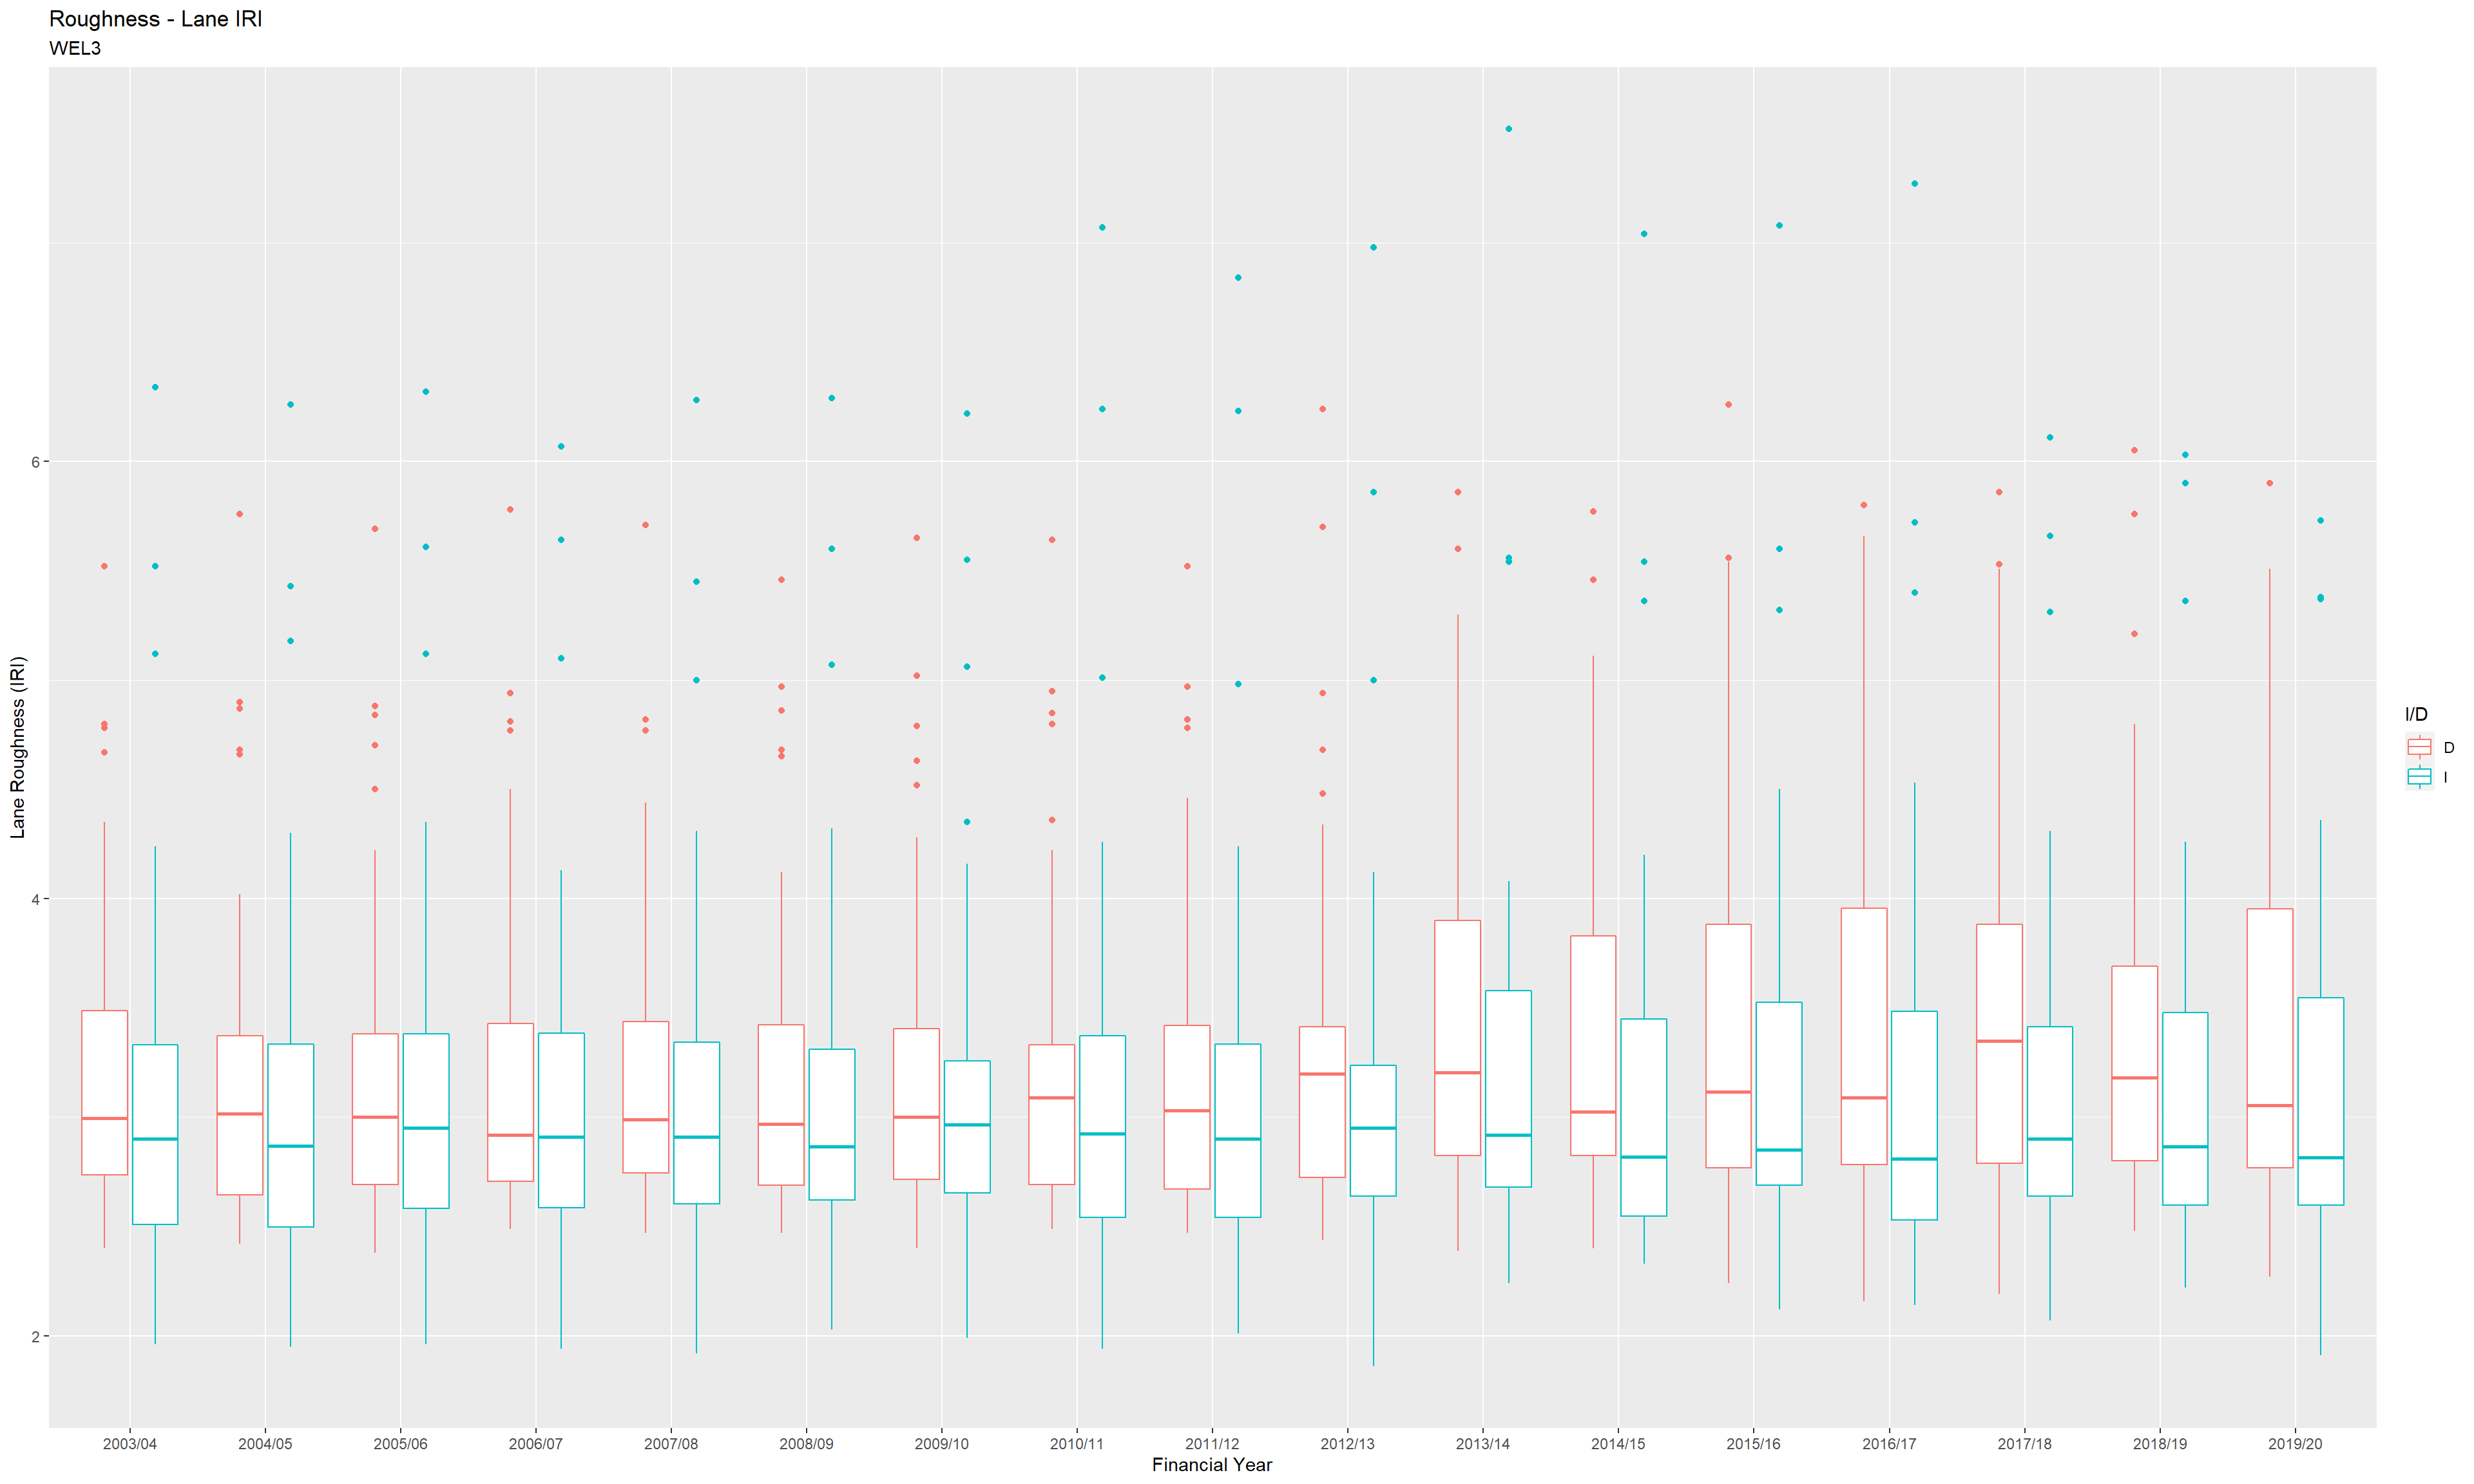 Roughness - Lane IRI
WEL3
Lane Roughness (IRI)
6
4
2
2003/04 2004/05 2005/06 2006/07 2007/08 2008/09 2009/10 2010/11 2011/12 2012/13 2013/14 2014/15 2015/16 2016/17 2017/18 2018/19 2019/20
Financial Year
I/D
D
I